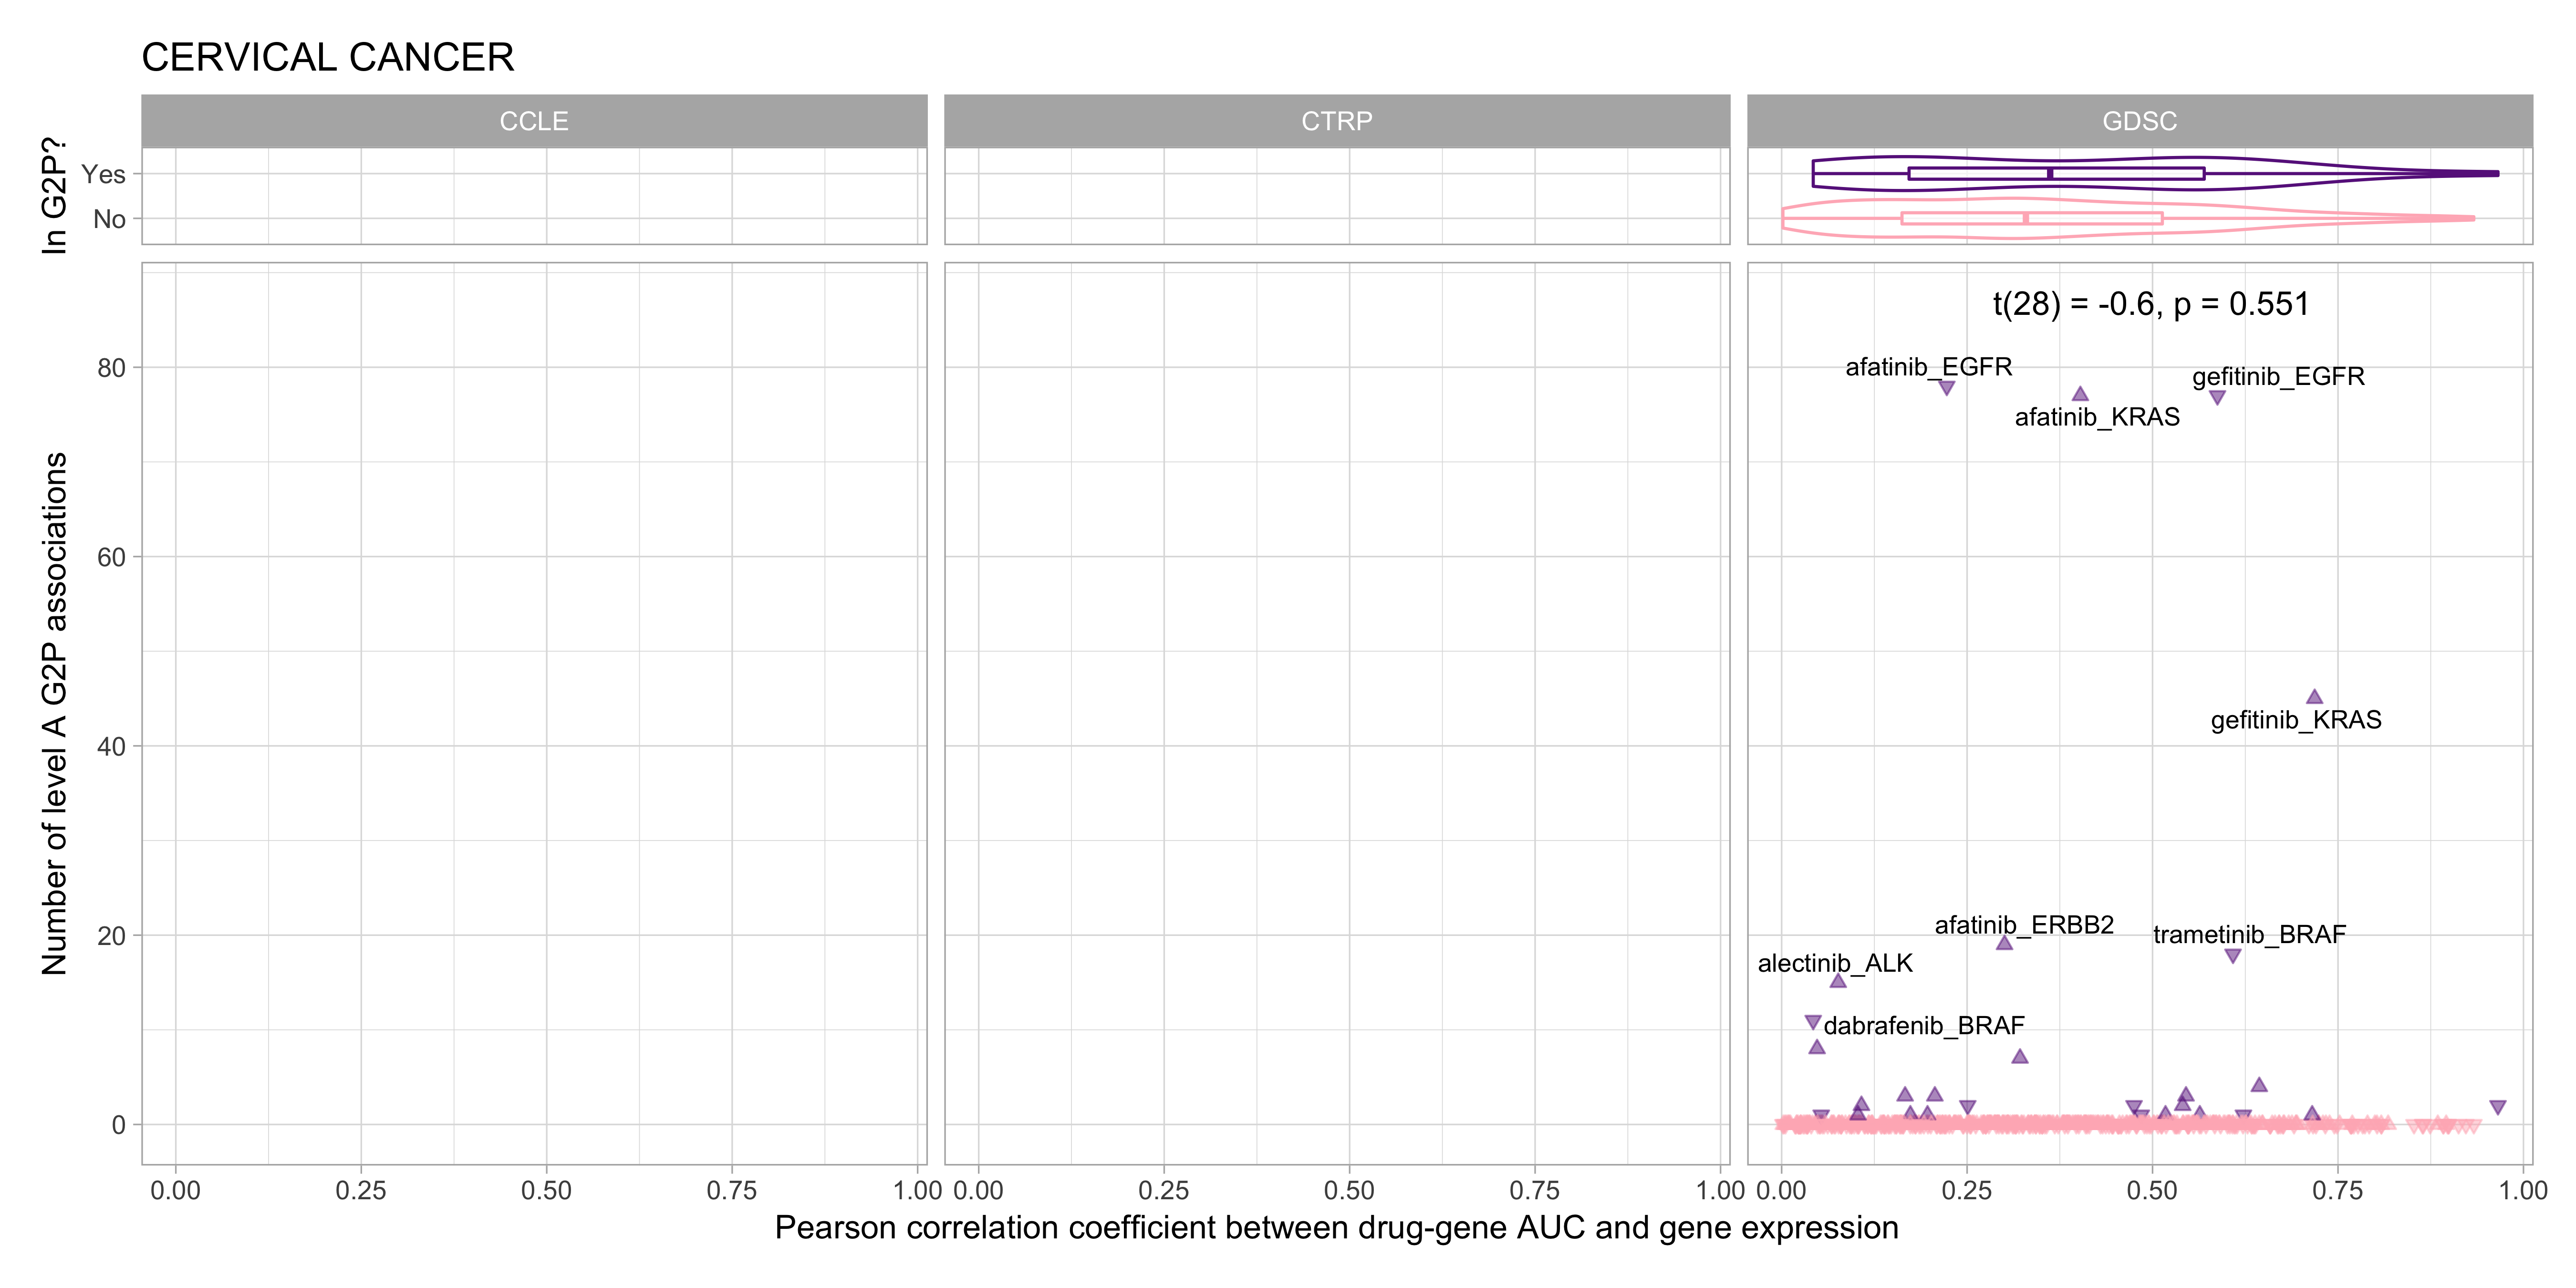 CERVICAL CANCER
CCLE
CTRP
GDSC
In G2P?
Yes
No
t(28) = -0.6, p = 0.551
afatinib_EGFR
gefitinib_EGFR
afatinib_KRAS
gefitinib_KRAS
afatinib_ERBB2
trametinib_BRAF
alectinib_ALK
dabrafenib_BRAF
Number of level A G2P associations
80
60
40
20
0
0.00 0.25 0.50 0.75 1.00
0.00 0.25 0.50 0.75 1.00
0.00 0.25 0.50 0.75 1.00
Pearson correlation coefficient between drug-gene AUC and gene expression